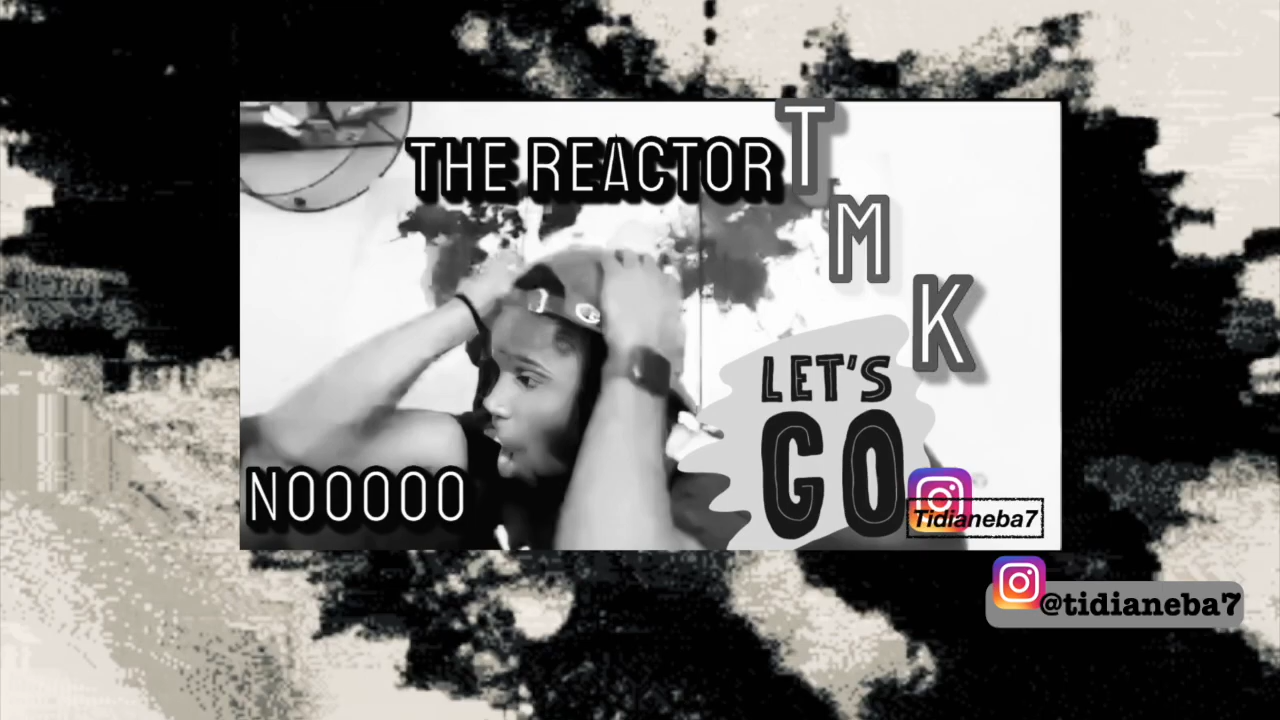 THE REACTOR
T
M
K
LET'S
GO
NOOOOO
Tidianeba7
@tidianeba7